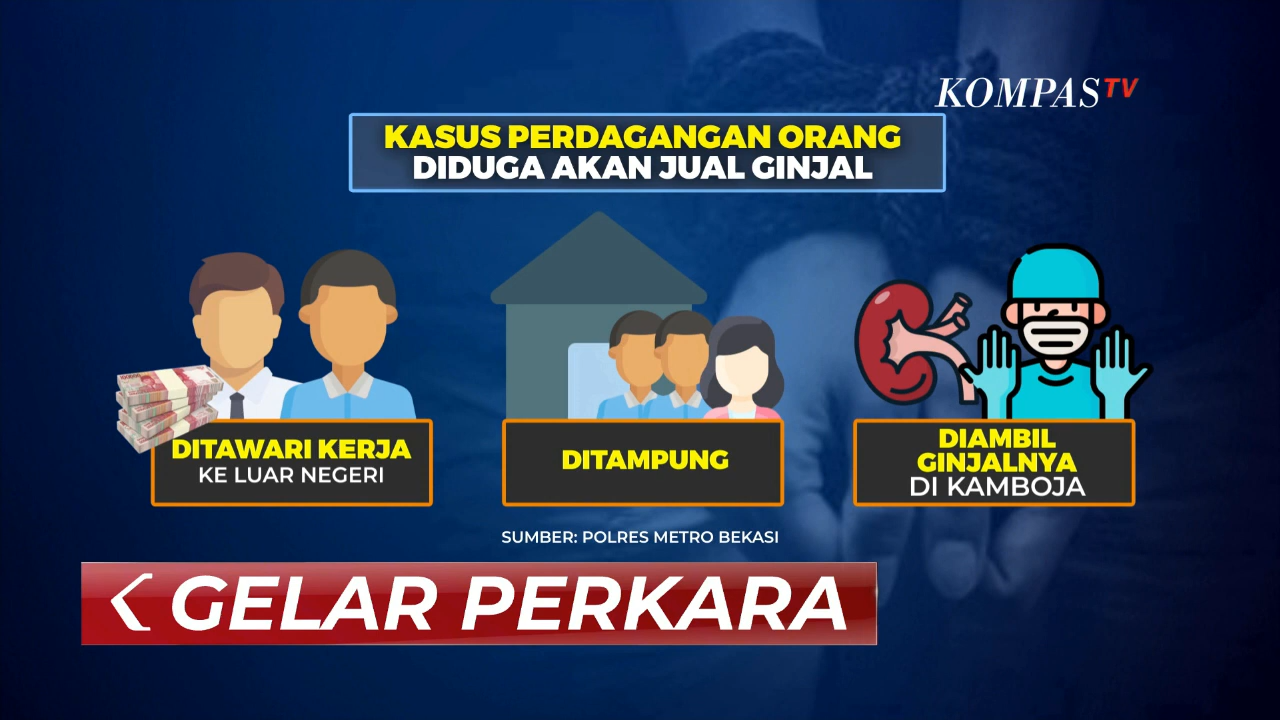 KOMPASTV
KASUS PERDAGANGAN ORANG
DIDUGA AKAN JUAL GINJAL
DITAWARI KERJA
KE LUAR NEGERI
DITAMPUNG
DIAMBIL
GINJALNYA
DI KAMBOJA
SUMBER: POLRES METRO BEKASI
GELAR PERKARA